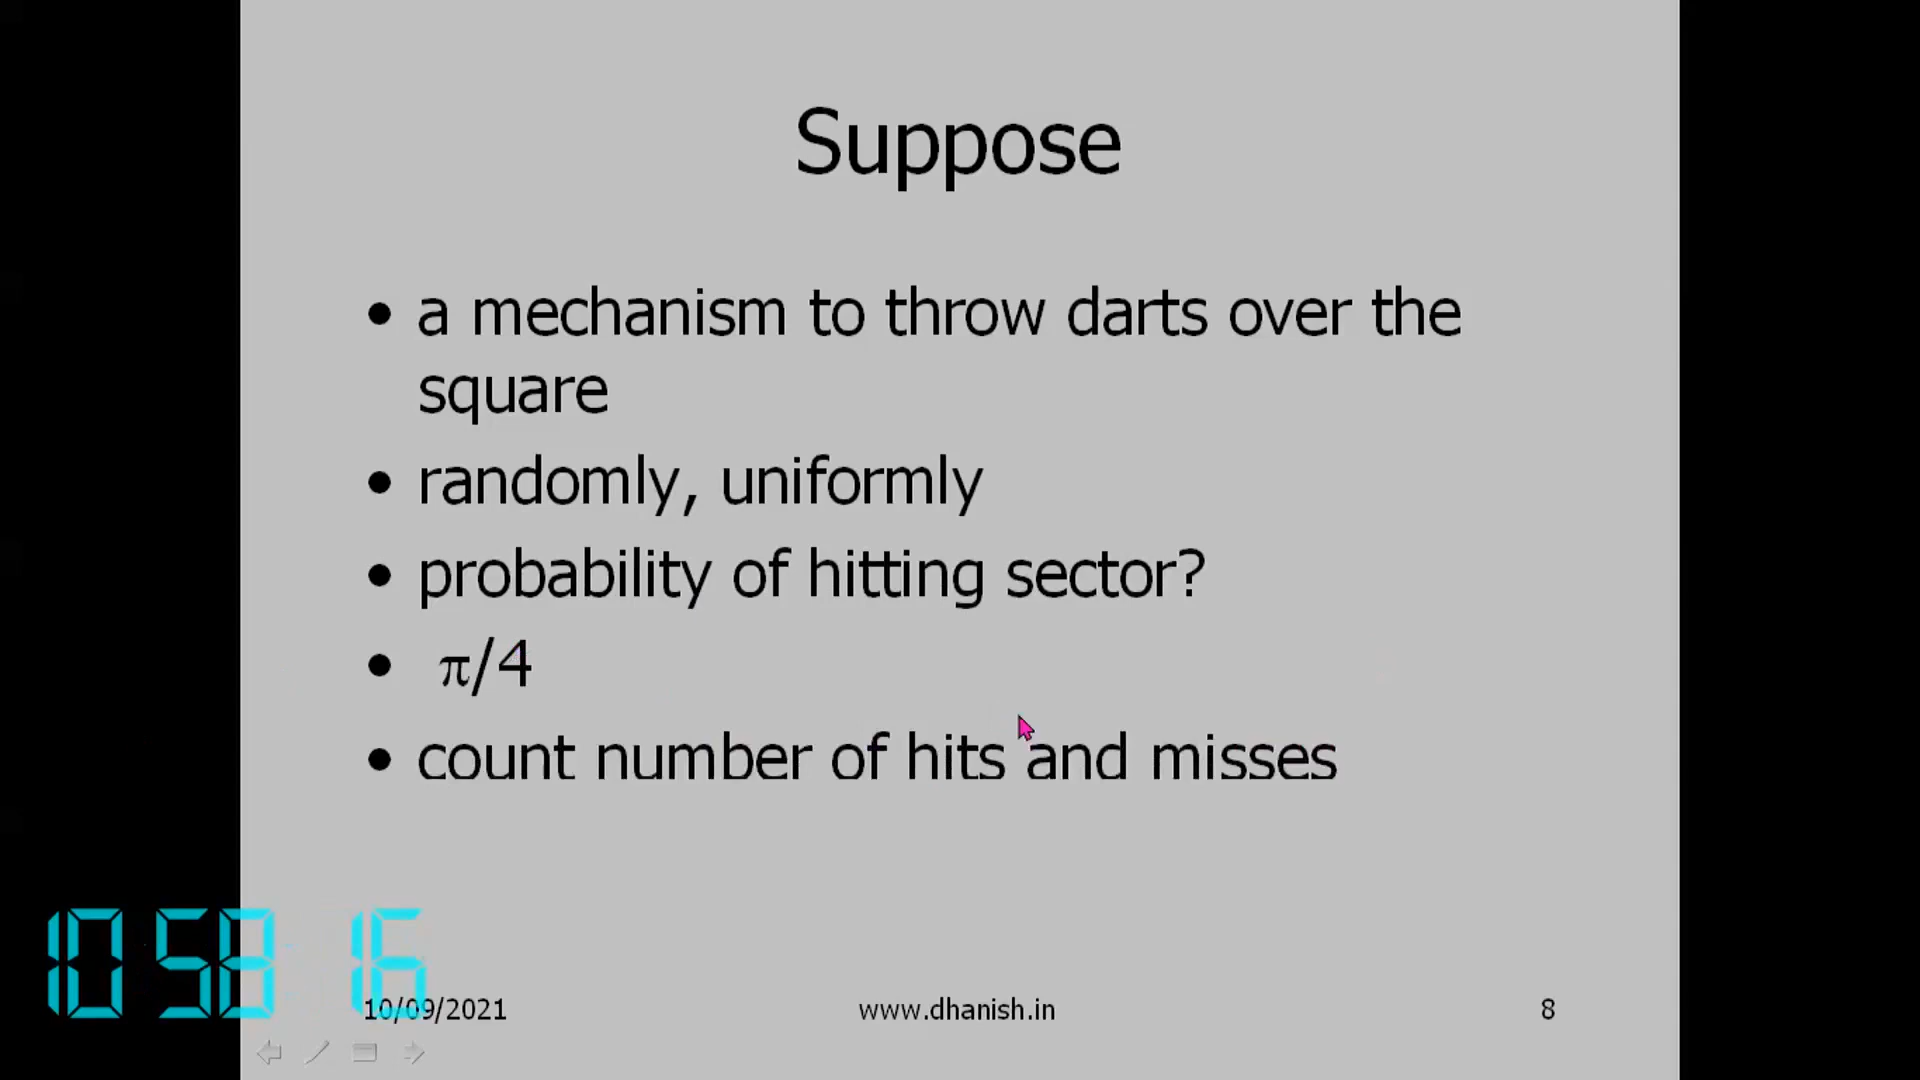 Suppose
• a mechanism to throw darts over the
square
• randomly, uniformly
• probability of hitting sector?
• π/4
• count number of hits and misses
10 58 16
10/09/2021
www.dhanish.in
8